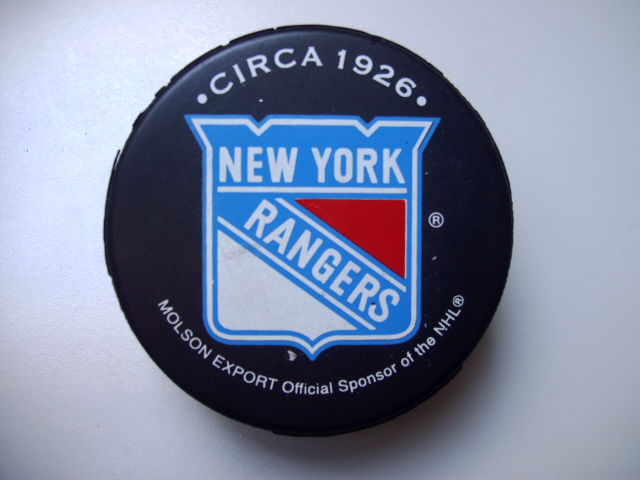 •CIRCA 1926•
NEW YORK
RANGERS
®
MOLSON EXPORT Official Sponsor of the NHL®